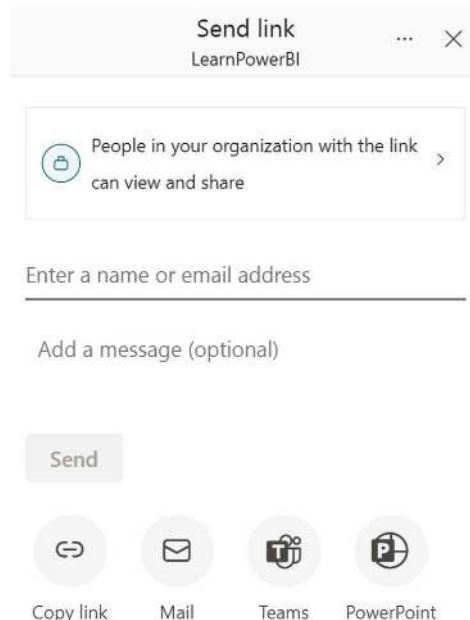 Send link
LearnPowerBI
People in your organization with the link
can view and share
Enter a name or email address
Add a message (optional)
Send
Copy link Mail Teams PowerPoint